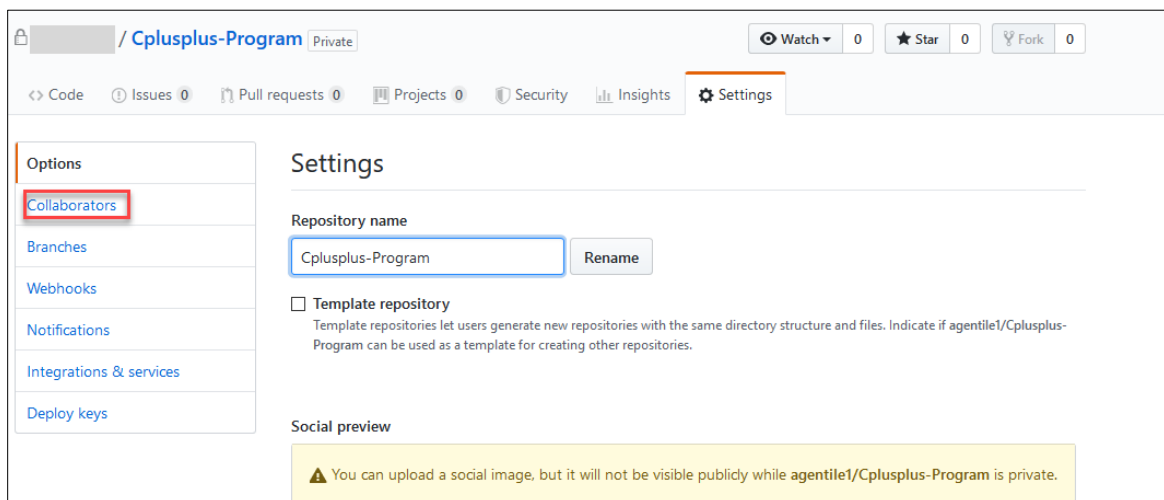 / Cplusplus-Program Private
Watch 0 Star 0 Fork 0
<> Code Issues 0 Pull requests 0 Projects 0 Security Insights Settings
Options
Collaborators
Branches
Webhooks
Notifications
Integrations & services
Deploy keys
Settings
Repository name
Cplusplus-Program Rename
Template repository
Template repositories let users generate new repositories with the same directory structure and files. Indicate if agentile1/Cplusplus-
Program can be used as a template for creating other repositories.
Social preview
You can upload a social image, but it will not be visible publicly while agentile1/Cplusplus-Program is private.